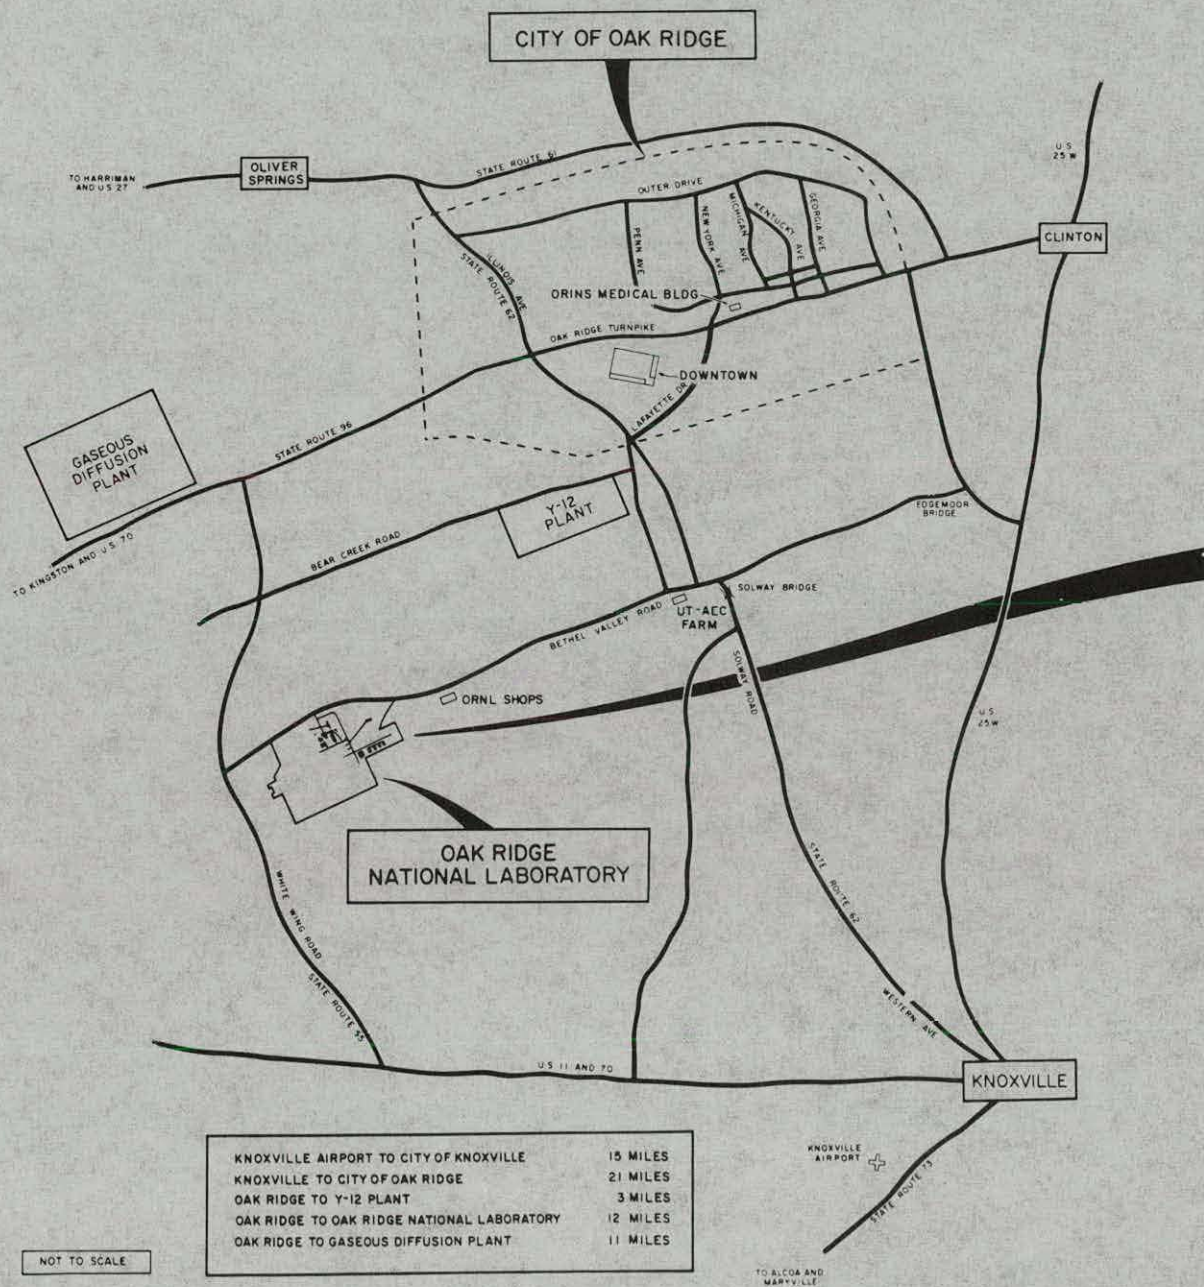 CITY OF OAK RIDGE
U S
25 W
STATE ROUTE 61
OLIVER
SPRINGS
TO HARRIMAN
AND US 27
OUTER DRIVE
PENN AVE
NEW YORK AVE
MICHIGAN AVE
KENTUCKY AVE
GEORGIA AVE
CLINTON
ILLINOIS AVE
STATE ROUTE 62
ORINS MEDICAL BLDG
OAK RIDGE TURNPIKE
DOWNTOWN
LAFAYETTE DR
STATE ROUTE 96
GASEOUS
DIFFUSION
PLANT
TO KINGSTON AND U.S. 70
Y-12
PLANT
BEAR CREEK ROAD
EDGEMOOR
BRIDGE
SOLWAY BRIDGE
UT-AEC
FARM
BETHEL VALLEY ROAD
SOLWAY ROAD
ORNL SHOPS
U S
25 W
OAK RIDGE
NATIONAL LABORATORY
WHITE WING ROAD
STATE ROUTE 95
STATE ROUTE 62
WESTERN AVE
U S 11 AND 70
KNOXVILLE
KNOXVILLE
AIRPORT
STATE ROUTE 73
TO ALCOA AND
MARYVILLE
KNOXVILLE AIRPORT TO CITY OF KNOXVILLE 15 MILES
KNOXVILLE TO CITY OF OAK RIDGE 21 MILES
OAK RIDGE TO Y-12 PLANT 3 MILES
OAK RIDGE TO OAK RIDGE NATIONAL LABORATORY 12 MILES
OAK RIDGE TO GASEOUS DIFFUSION PLANT 11 MILES
NOT TO SCALE